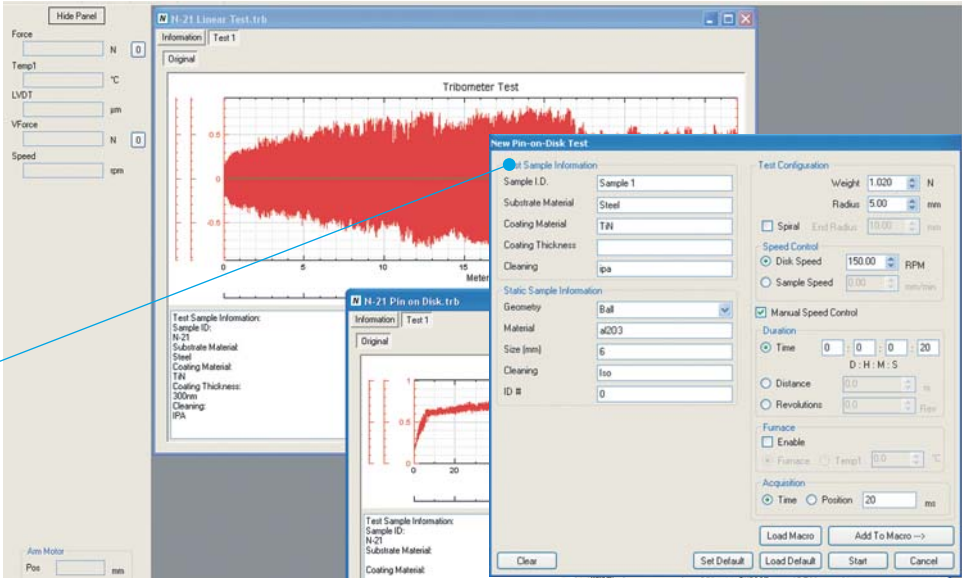 Hide Panel
Force
N 0
Temp1
°C
LVDT
µm
VForce
N 0
Speed
rpm
Arm Motor
Pos mm
N N-21 Linear Test.trb
Information Test 1
Original
Tribometer Test
0.5
0
-0.5
0 5 10 15
Meter
Test Sample Information:
Sample ID:
N-21
Substrate Material:
Steel
Coating Material:
TiN
Coating Thickness:
300nm
Cleaning:
IPA
N N-21 Pin on Disk.trb
Information Test 1
Original
1
0.5
0
0 20
Test Sample Information:
Sample ID:
N-21
Substrate Material:
Coating Material:
New Pin-on-Disk Test
st Sample Information
Sample I.D. Sample 1
Substrate Material Steel
Coating Material TiN
Coating Thickness
Cleaning ipa
Static Sample Information
Geometry Ball
Material al203
Size (mm) 6
Cleaning Iso
ID # 0
Test Configuration
Weight 1.020 N
Radius 5.00 mm
Spiral End Radius 10.00 mm
Speed Control
Disk Speed 150.00 RPM
Sample Speed 0.00 mm/min
Manual Speed Control
Duration
Time 0 : 0 : 0 : 20
D : H : M : S
Distance 0.0 m
Revolutions 0.0 Rev
Furnace
Enable
Furnace Temp1 0.0 °C
Acquisition
Time Position 20 ms
Load Macro Add To Macro -->
Clear Set Default Load Default Start Cancel